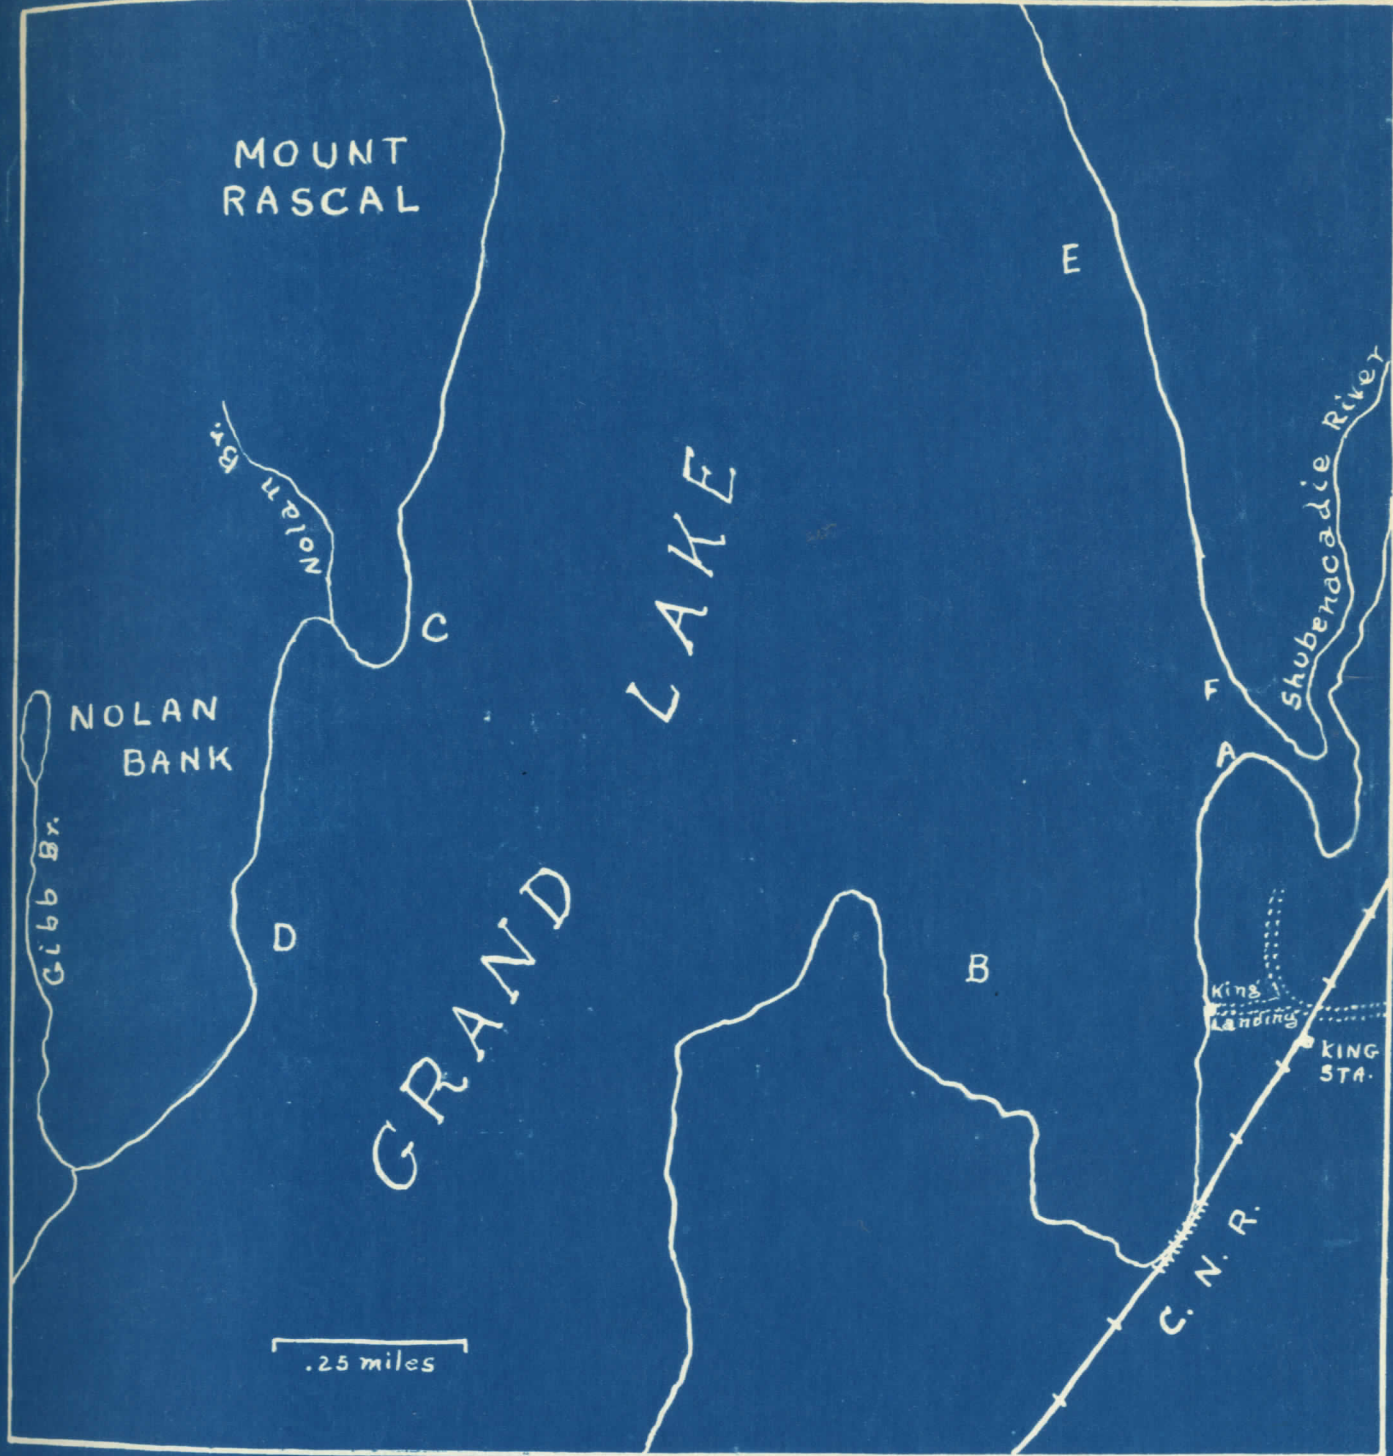 MOUNT
RASCAL
E
Shubenacadie River
Nolan Br.
LAKE
C
F
A
NOLAN
BANK
Gibb Br.
D
GRAND
B
King
Landing
KING
STA.
C. N. R.
.25 miles